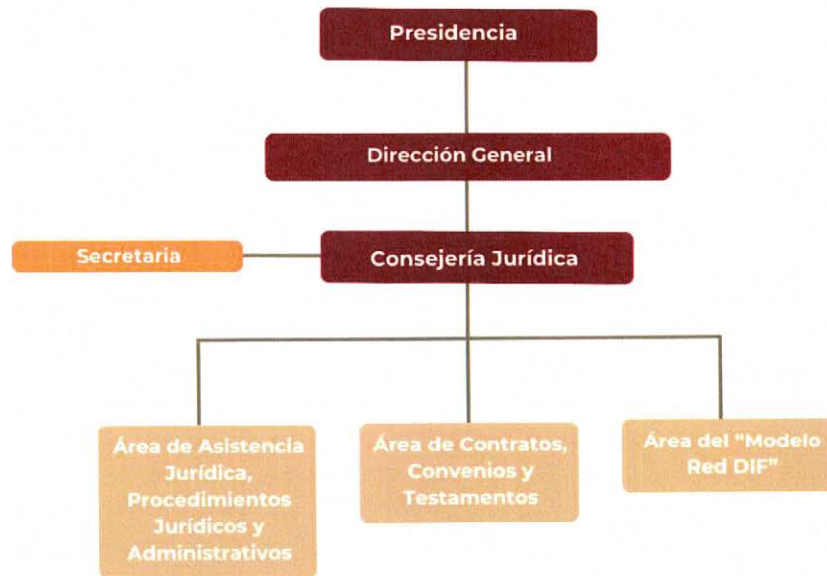 Presidencia
Dirección General
Secretaria
Consejería Jurídica
Área de Asistencia
Jurídica,
Procedimientos
Jurídicos y
Administrativos
Área de Contratos,
Convenios y
Testamentos
Área del “Modelo
Red DIF”